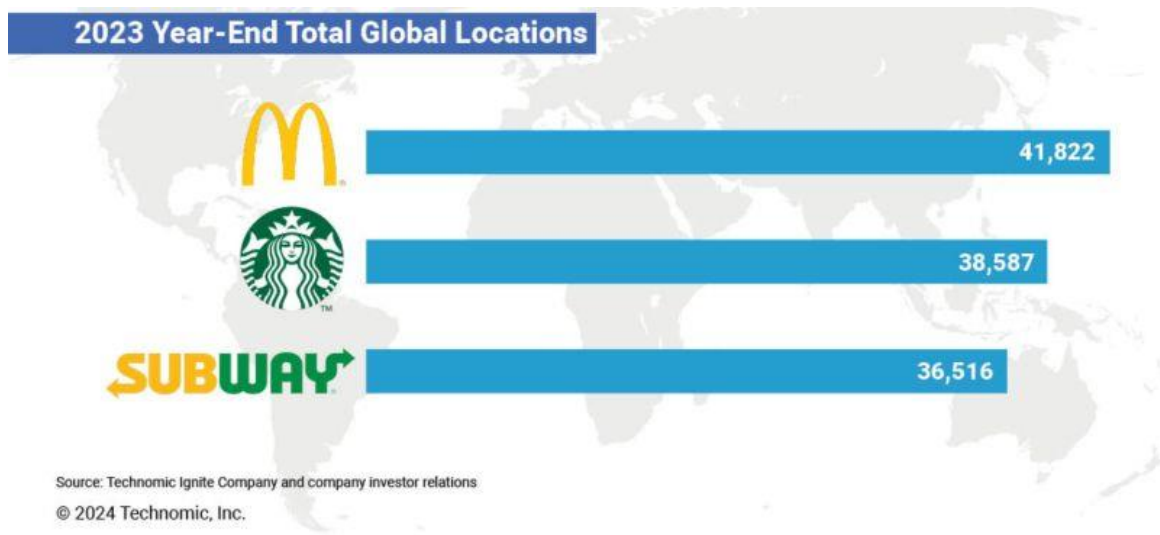 2023 Year-End Total Global Locations
41,822
38,587
TM
SUBWAY
36,516
Source: Technomic Ignite Company and company investor relations
© 2024 Technomic, Inc.